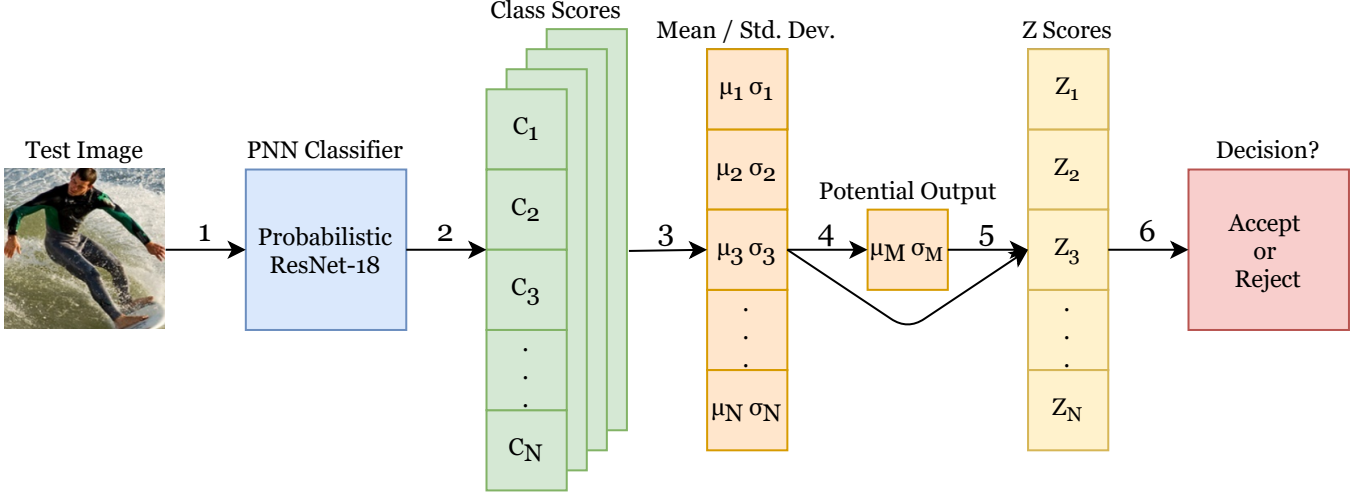 Test Image
1
PNN Classifier
Probabilistic
ResNet-18
2
Class Scores
C1
C2
C3
.
.
.
CN
3
Mean / Std. Dev.
μ1 σ1
μ2 σ2
μ3 σ3
.
.
.
μN σN
4
Potential Output
μM σM
5
Z Scores
Z1
Z2
Z3
.
.
.
ZN
6
Decision?
Accept
or
Reject